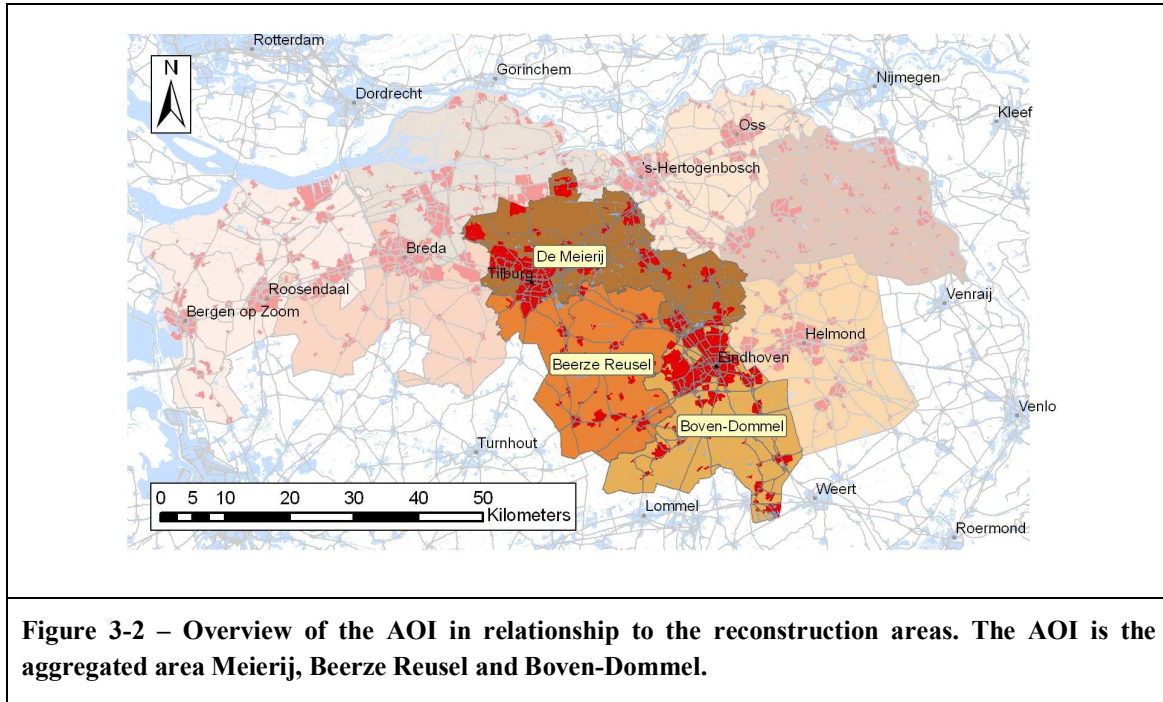 Rotterdam
Gorinchem
Nijmegen
N
Dordrecht
Kleef
Oss
's-Hertogenbosch
Breda
De Meierij
Tilburg
Roosendaal
Venraij
Bergen op Zoom
Helmond
Eindhoven
Beerze Reusel
Venlo
Boven-Dommel
Turnhout
0 5 10 20 30 40 50
Kilometers
Weert
Lommel
Roermond
Figure 3-2 – Overview of the AOI in relationship to the reconstruction areas. The AOI is the
aggregated area Meierij, Beerze Reusel and Boven-Dommel.